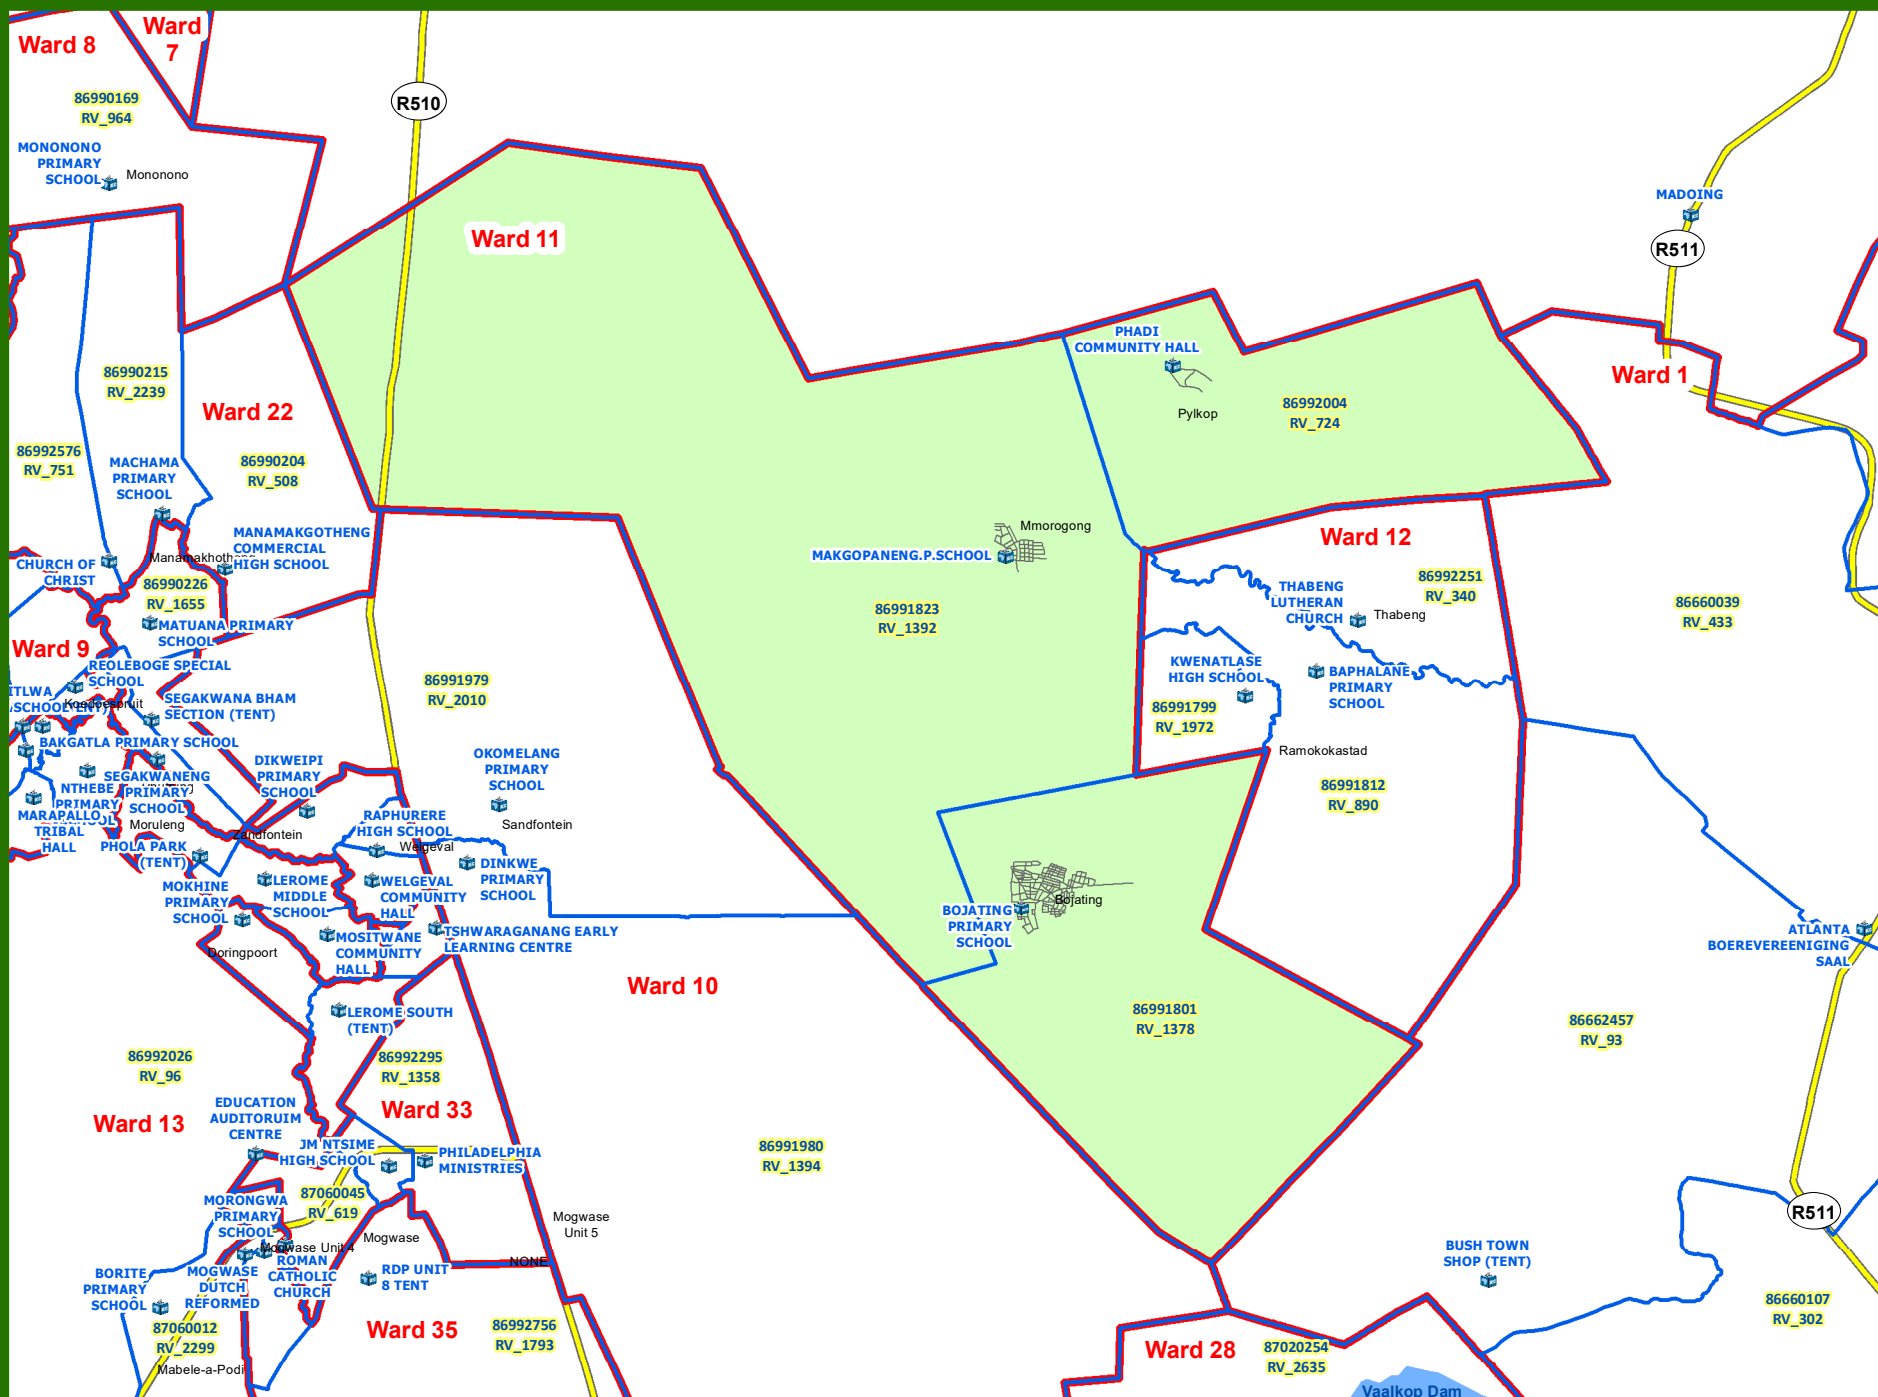 Ward 8
Ward
7
86990169
RV_964
R510
MONONONO
PRIMARY
SCHOOL
Mononono
MADOING
R511
Ward 11
PHADI
COMMUNITY HALL
Pylkop
86992004
RV_724
Ward 1
86990215
RV_2239
Ward 22
86992576
RV_751
86990204
RV_508
MACHAMA
PRIMARY
SCHOOL
MANAMAKGOTHENG
COMMERCIAL
HIGH SCHOOL
CHURCH OF
CHRIST
86990226
RV_1655
MATUANA PRIMARY
SCHOOL
Mmorogong
MAKGOPANENG.P.SCHOOL
86991823
RV_1392
Ward 12
86992251
RV_340
THABENG
LUTHERAN
CHURCH
Thabeng
86660039
RV_433
Ward 9
REOLEBOGE SPECIAL
SCHOOL
Koedoespruit
SEGAKWANA BHAM
SECTION (TENT)
86991979
RV_2010
KWENATLASE
HIGH SCHOOL
BAPHALANE
PRIMARY
SCHOOL
86991799
RV_1972
Ramokokastad
86991812
RV_890
BAKGATLA PRIMARY SCHOOL
SEGAKWANENG
PRIMARY
SCHOOL
NTHEBE
PRIMARY
MARAPALLO
TRIBAL
HALL
Moruleng
DIKWEIPI
PRIMARY
SCHOOL
Zandfontein
OKOMELANG
PRIMARY
SCHOOL
Sandfontein
RAPHURERE
HIGH SCHOOL
Welgeval
PHOLA PARK
(TENT)
MOKHINE
PRIMARY
SCHOOL
LEROME
MIDDLE
SCHOOL
WELGEVAL
COMMUNITY
HALL
DINKWE
PRIMARY
SCHOOL
MOSITWANE
COMMUNITY
HALL
TSHWARAGANANG EARLY
LEARNING CENTRE
Doringpoort
BOJATING
PRIMARY
SCHOOL
Bojating
ATLANTA
BOEREVEREENIGING
SAAL
Ward 10
LEROME SOUTH
(TENT)
86991801
RV_1378
86662457
RV_93
86992026
RV_96
86992295
RV_1358
Ward 33
Ward 13
EDUCATION
AUDITORUIM
CENTRE
JM NTSIME
HIGH SCHOOL
PHILADELPHIA
MINISTRIES
86991980
RV_1394
87060045
RV_619
MORONGWA
PRIMARY
SCHOOL
Mogwase Unit 4
Mogwase
Mogwase
Unit 5
NONE
R511
BUSH TOWN
SHOP (TENT)
BORITE
PRIMARY
SCHOOL
MOGWASE
DUTCH
REFORMED
ROMAN
CATHOLIC
CHURCH
RDP UNIT
8 TENT
86660107
RV_302
87060012
RV_2299
Ward 35
86992756
RV_1793
Ward 28
87020254
RV_2635
Mabele-a-Podi
Vaalkop Dam